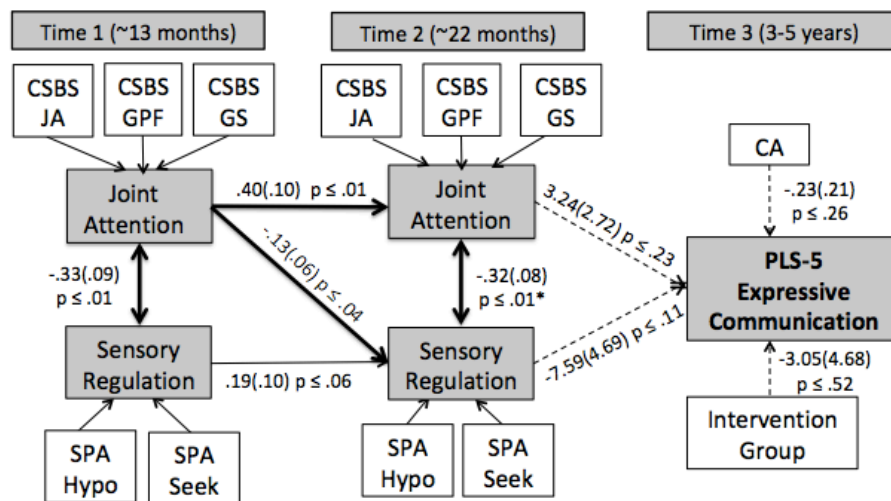 Time 1 (~13 months)
Time 2 (~22 months)
Time 3 (3-5 years)
CSBS
JA
CSBS
GPF
CSBS
GS
CSBS
JA
CSBS
GPF
CSBS
GS
CA
Joint
Attention
.40(.10) p ≤ .01
Joint
Attention
3.24(2.72) p ≤ .23
-.23(.21)
p ≤ .26
-.33(.09)
p ≤ .01
-.13(.06) p ≤ .04
-.32(.08)
p ≤ .01*
PLS-5
Expressive
Communication
Sensory
Regulation
.19(.10) p ≤ .06
Sensory
Regulation
-7.59(4.69) p ≤ .11
-3.05(4.68)
p ≤ .52
SPA
Hypo
SPA
Seek
SPA
Hypo
SPA
Seek
Intervention
Group